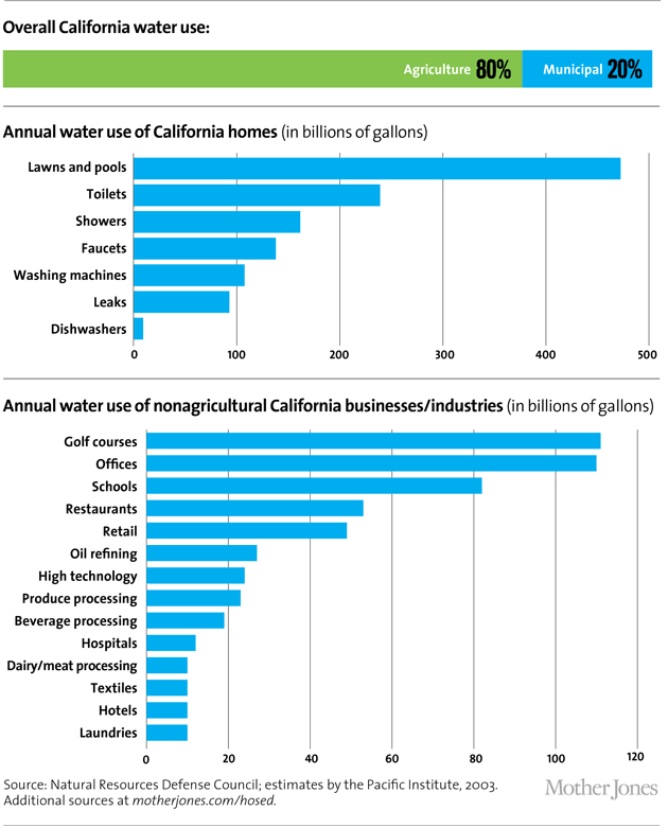 Overall California water use:
Agriculture 80% Municipal 20%
Annual water use of California homes (in billions of gallons)
Lawns and pools
Toilets
Showers
Faucets
Washing machines
Leaks
Dishwashers
0 100 200 300 400 500
Annual water use of nonagricultural California businesses/industries (in billions of gallons)
Golf courses
Offices
Schools
Restaurants
Retail
Oil refining
High technology
Produce processing
Beverage processing
Hospitals
Dairy/meat processing
Textiles
Hotels
Laundries
0 20 40 60 80 100 120
Source: Natural Resources Defense Council; estimates by the Pacific Institute, 2003.
Additional sources at motherjones.com/hosed.
Mother Jones